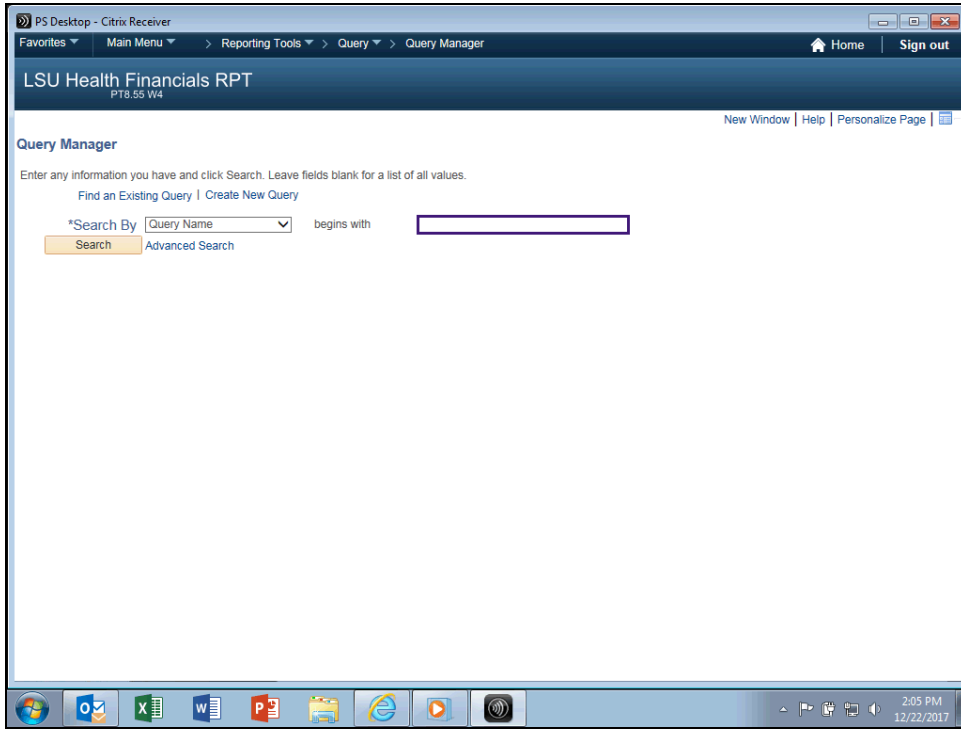 PS Desktop - Citrix Receiver
Favorites Main Menu > Reporting Tools > Query > Query Manager Home Sign out
LSU Health Financials RPT
PT8.55 W4
New Window | Help | Personalize Page |
Query Manager
Enter any information you have and click Search. Leave fields blank for a list of all values.
Find an Existing Query | Create New Query
*Search By Query Name begins with
Search Advanced Search
2:05 PM
12/22/2017